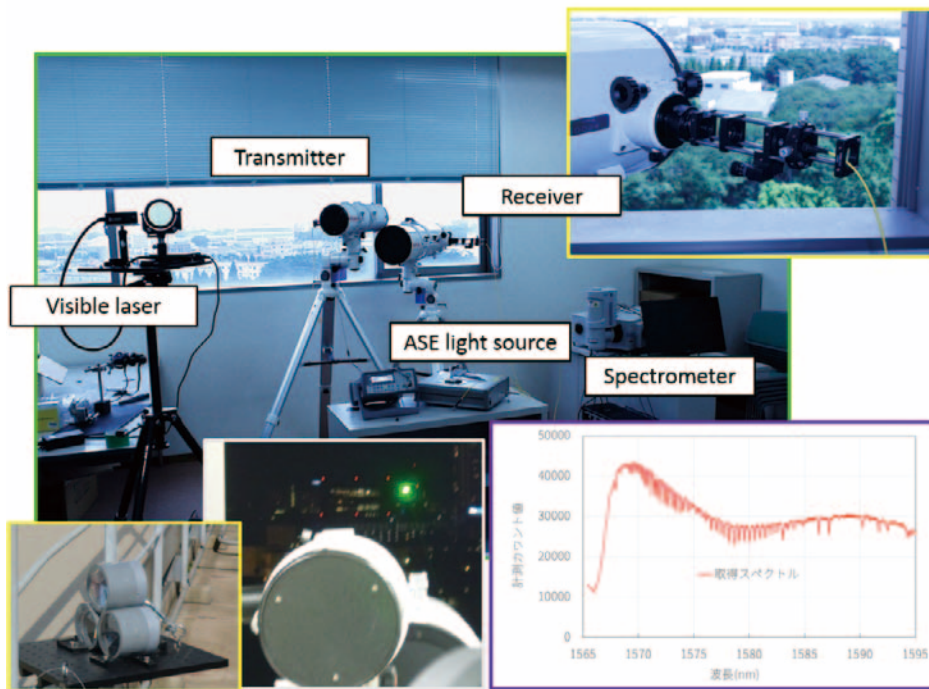 Transmitter
Receiver
Visible laser
ASE light source
Spectrometer
50000
40000
30000
20000
10000
0
計測カウント値
取得スペクトル
1565
1570
1575
1580
1585
1590
1595
波長(nm)